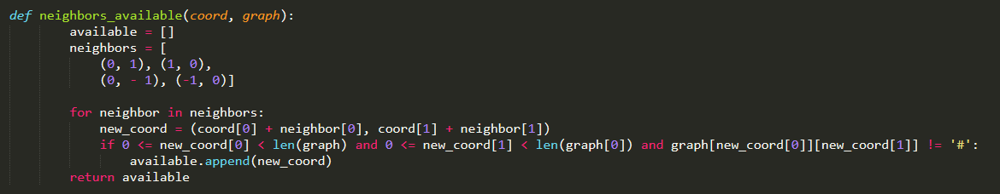 def neighbors_available(coord, graph):
        available = []
        neighbors = [
            (0, 1), (1, 0),
            (0, - 1), (-1, 0)]

        for neighbor in neighbors:
            new_coord = (coord[0] + neighbor[0], coord[1] + neighbor[1])
            if 0 <= new_coord[0] < len(graph) and 0 <= new_coord[1] < len(graph[0]) and graph[new_coord[0]][new_coord[1]] != '#':
                available.append(new_coord)
        return available